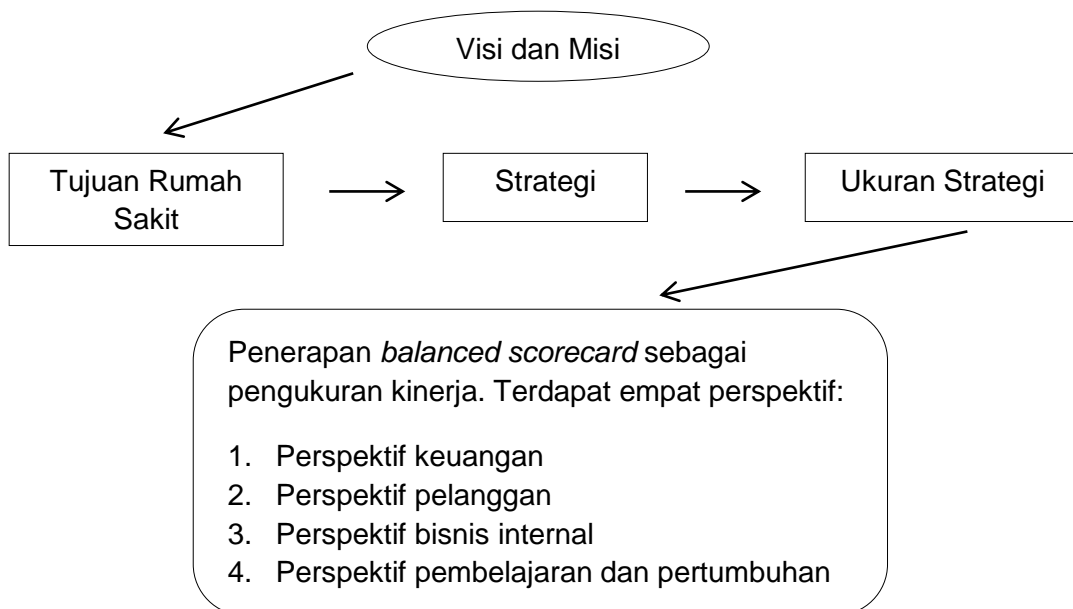 Visi dan Misi
Tujuan Rumah
Sakit
Strategi
Ukuran Strategi
Penerapan balanced scorecard sebagai
pengukuran kinerja. Terdapat empat perspektif:
1. Perspektif keuangan
2. Perspektif pelanggan
3. Perspektif bisnis internal
4. Perspektif pembelajaran dan pertumbuhan